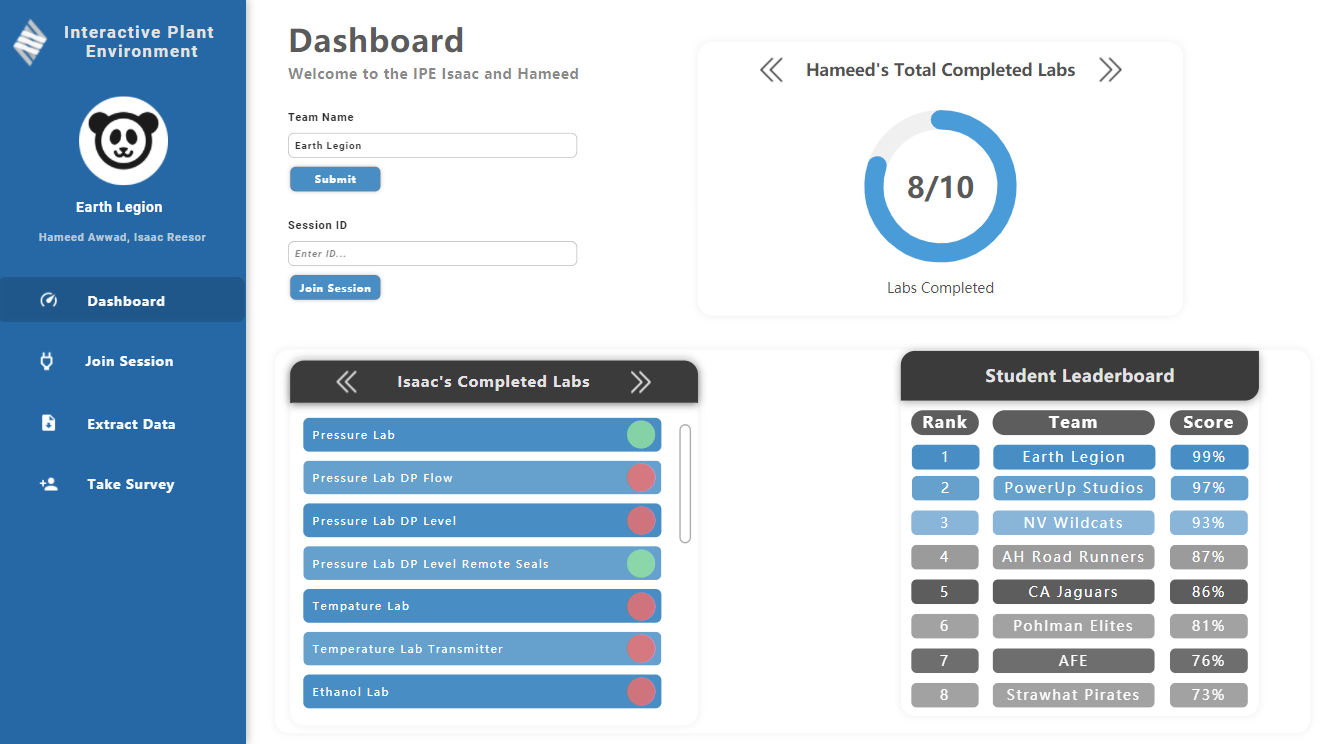 Interactive Plant
Environment
Earth Legion
Hameed Awwad, Isaac Reesor
Dashboard
Join Session
Extract Data
Take Survey
Dashboard
Welcome to the IPE Isaac and Hameed
Team Name
Earth Legion
Submit
Session ID
Enter ID...
Join Session
Hameed's Total Completed Labs
8/10
Labs Completed
Isaac's Completed Labs
Pressure Lab
Pressure Lab DP Flow
Pressure Lab DP Level
Pressure Lab DP Level Remote Seals
Tempature Lab
Temperature Lab Transmitter
Ethanol Lab
Student Leaderboard
Rank Team Score
1 Earth Legion 99%
2 PowerUp Studios 97%
3 NV Wildcats 93%
4 AH Road Runners 87%
5 CA Jaguars 86%
6 Pohlman Elites 81%
7 AFE 76%
8 Strawhat Pirates 73%